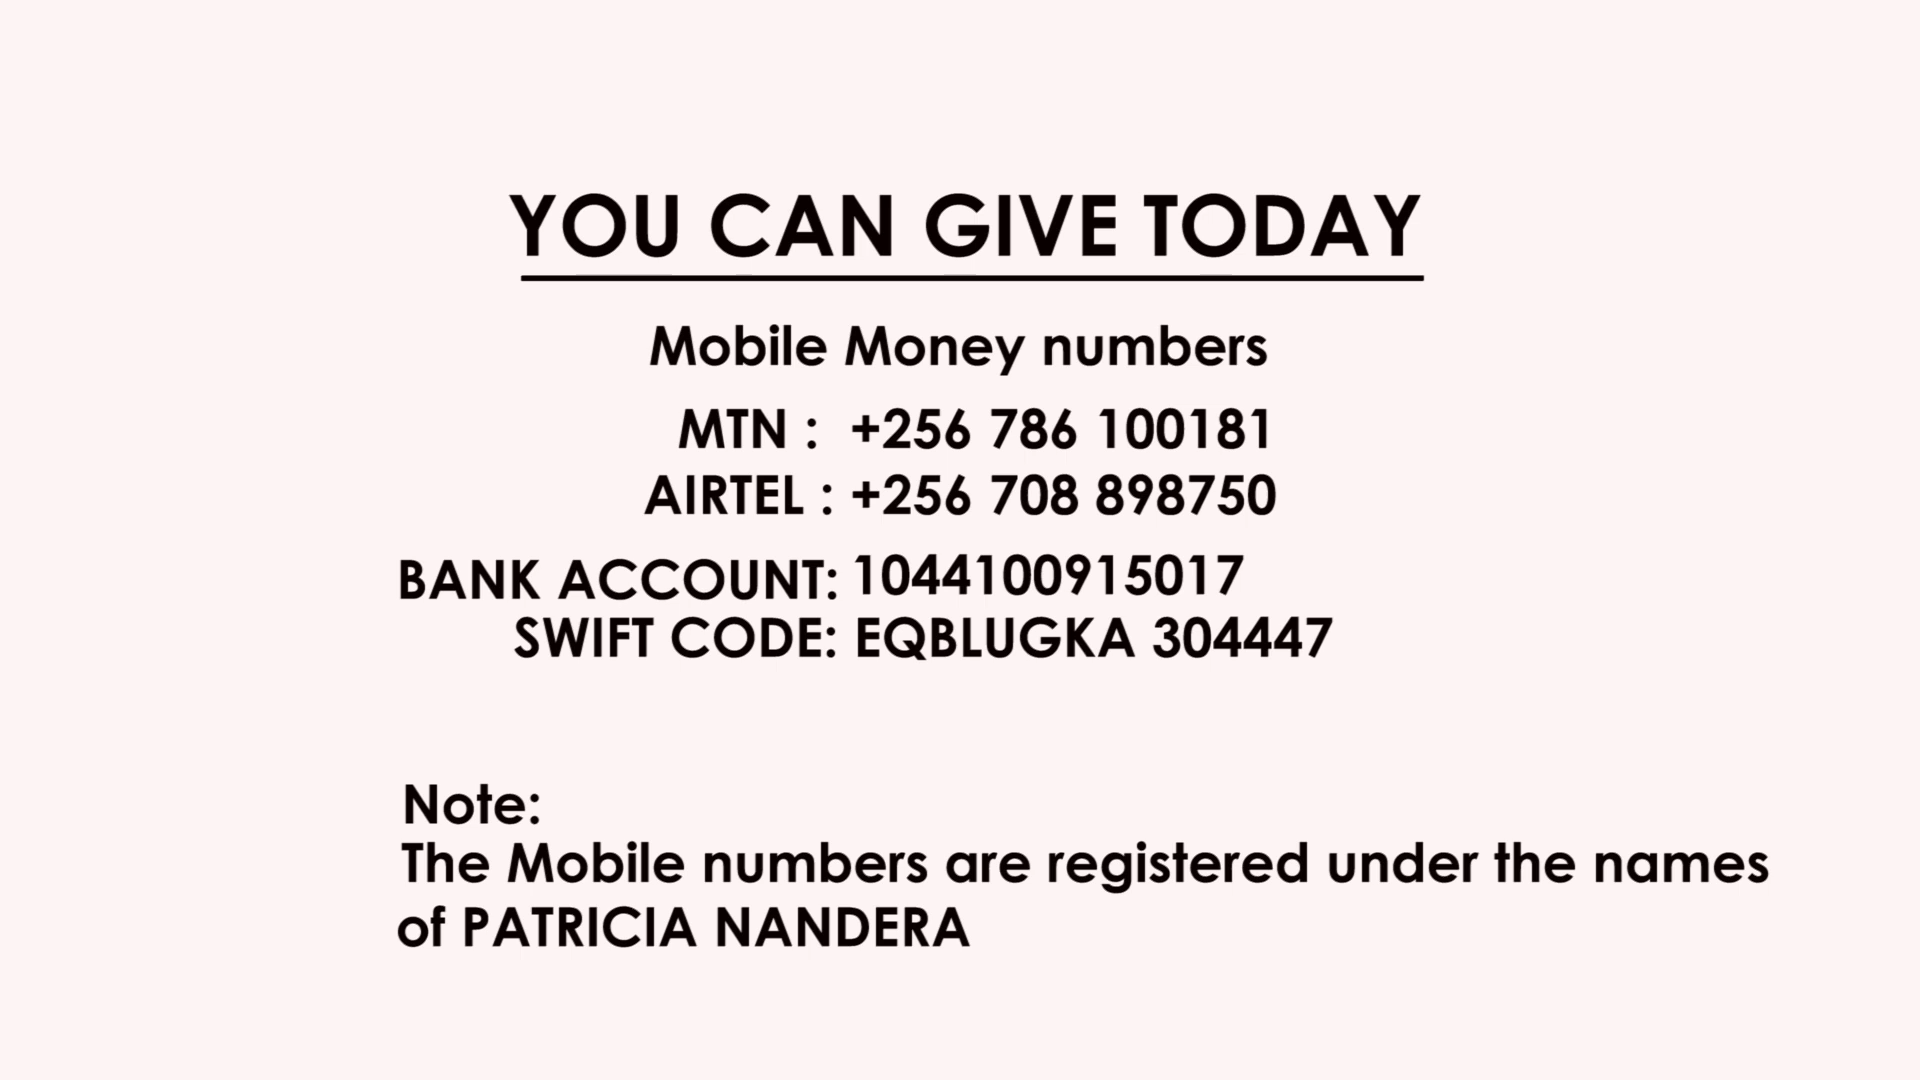 YOU CAN GIVE TODAY
Mobile Money numbers
MTN : +256 786 100181
AIRTEL : +256 708 898750
BANK ACCOUNT: 1044100915017
SWIFT CODE: EQBLUGKA 304447
Note:
The Mobile numbers are registered under the names
of PATRICIA NANDERA